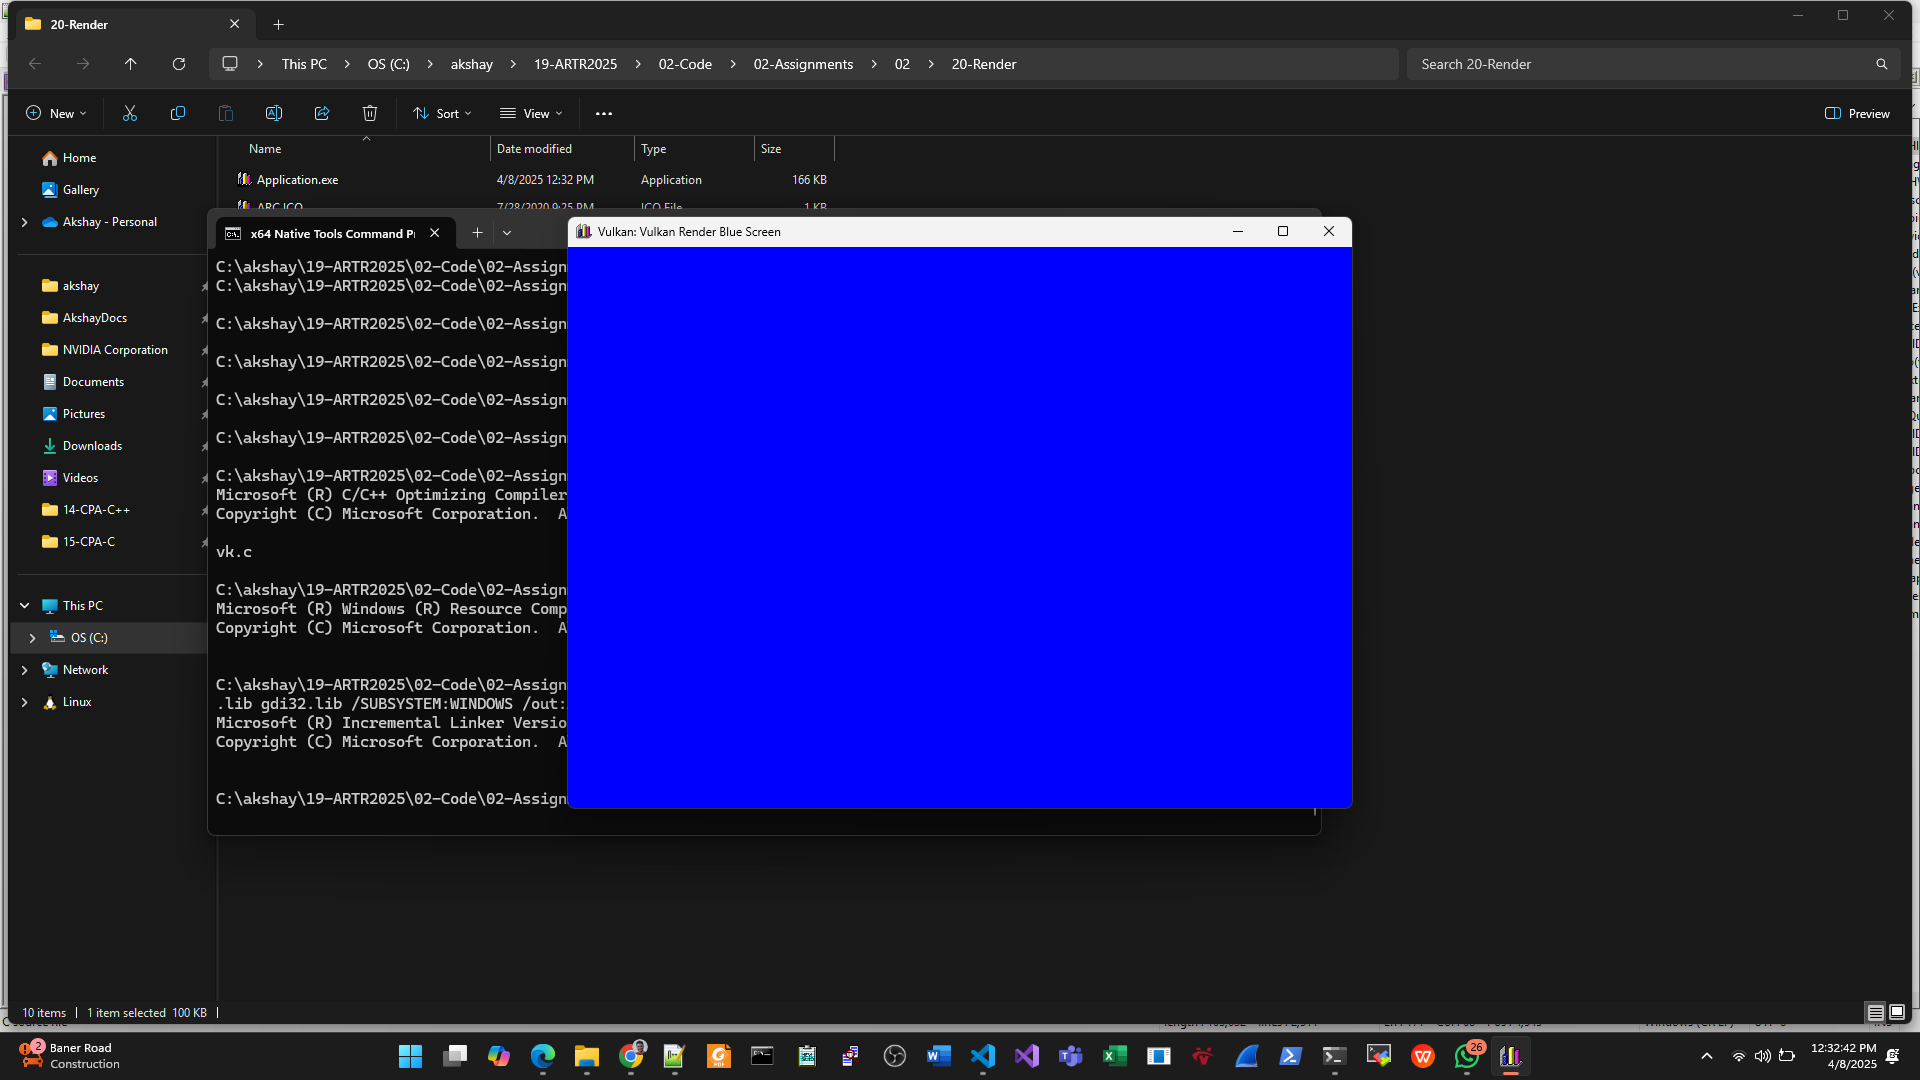 20-Render
This PC
OS (C:)
akshay
19-ARTR2025
02-Code
02-Assignments
02
20-Render
Search 20-Render
New
Sort
View
Preview
Name
Date modified
Type
Size
Application.exe
4/8/2025 12:32 PM
Application
166 KB
ARC.ICO
7/28/2020 9:25 PM
ICO File
1 KB
Home
Gallery
Akshay - Personal
akshay
AkshayDocs
NVIDIA Corporation
Documents
Pictures
Downloads
Videos
14-CPA-C++
15-CPA-C
This PC
OS (C:)
Network
Linux
x64 Native Tools Command P
C:\akshay\19-ARTR2025\02-Code\02-Assign
C:\akshay\19-ARTR2025\02-Code\02-Assign
C:\akshay\19-ARTR2025\02-Code\02-Assign
C:\akshay\19-ARTR2025\02-Code\02-Assign
C:\akshay\19-ARTR2025\02-Code\02-Assign
C:\akshay\19-ARTR2025\02-Code\02-Assign
C:\akshay\19-ARTR2025\02-Code\02-Assign
Microsoft (R) C/C++ Optimizing Compiler
Copyright (C) Microsoft Corporation.  A
vk.c
C:\akshay\19-ARTR2025\02-Code\02-Assign
Microsoft (R) Windows (R) Resource Comp
Copyright (C) Microsoft Corporation.  A
C:\akshay\19-ARTR2025\02-Code\02-Assign
.lib gdi32.lib /SUBSYSTEM:WINDOWS /out:
Microsoft (R) Incremental Linker Versio
Copyright (C) Microsoft Corporation.  A
C:\akshay\19-ARTR2025\02-Code\02-Assign
Vulkan: Vulkan Render Blue Screen
10 items
1 item selected 100 KB
2
Baner Road
Construction
26
12:32:42 PM
4/8/2025